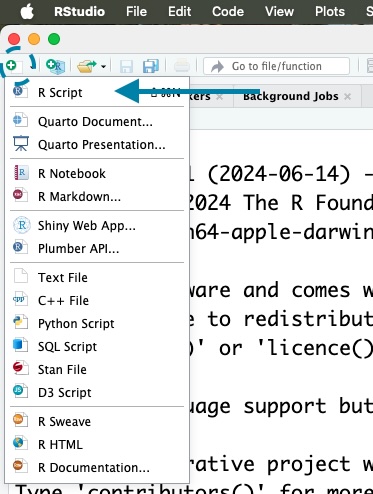 RStudio File Edit Code View Plots
Go to file/function
R Script ⇧⌘N
kers × Background Jobs ×
Quarto Document...
Quarto Presentation...
R Notebook
R Markdown...
(2024-06-14) -
2024 The R Found
64-apple-darwin
Shiny Web App...
Plumber API...
Text File
C++ File
Python Script
SQL Script
Stan File
D3 Script
ware and comes w
e to redistribut
)' or 'licence()
uage support but
R Sweave
R HTML
R Documentation...
rative project w
Type 'contributors()' for more